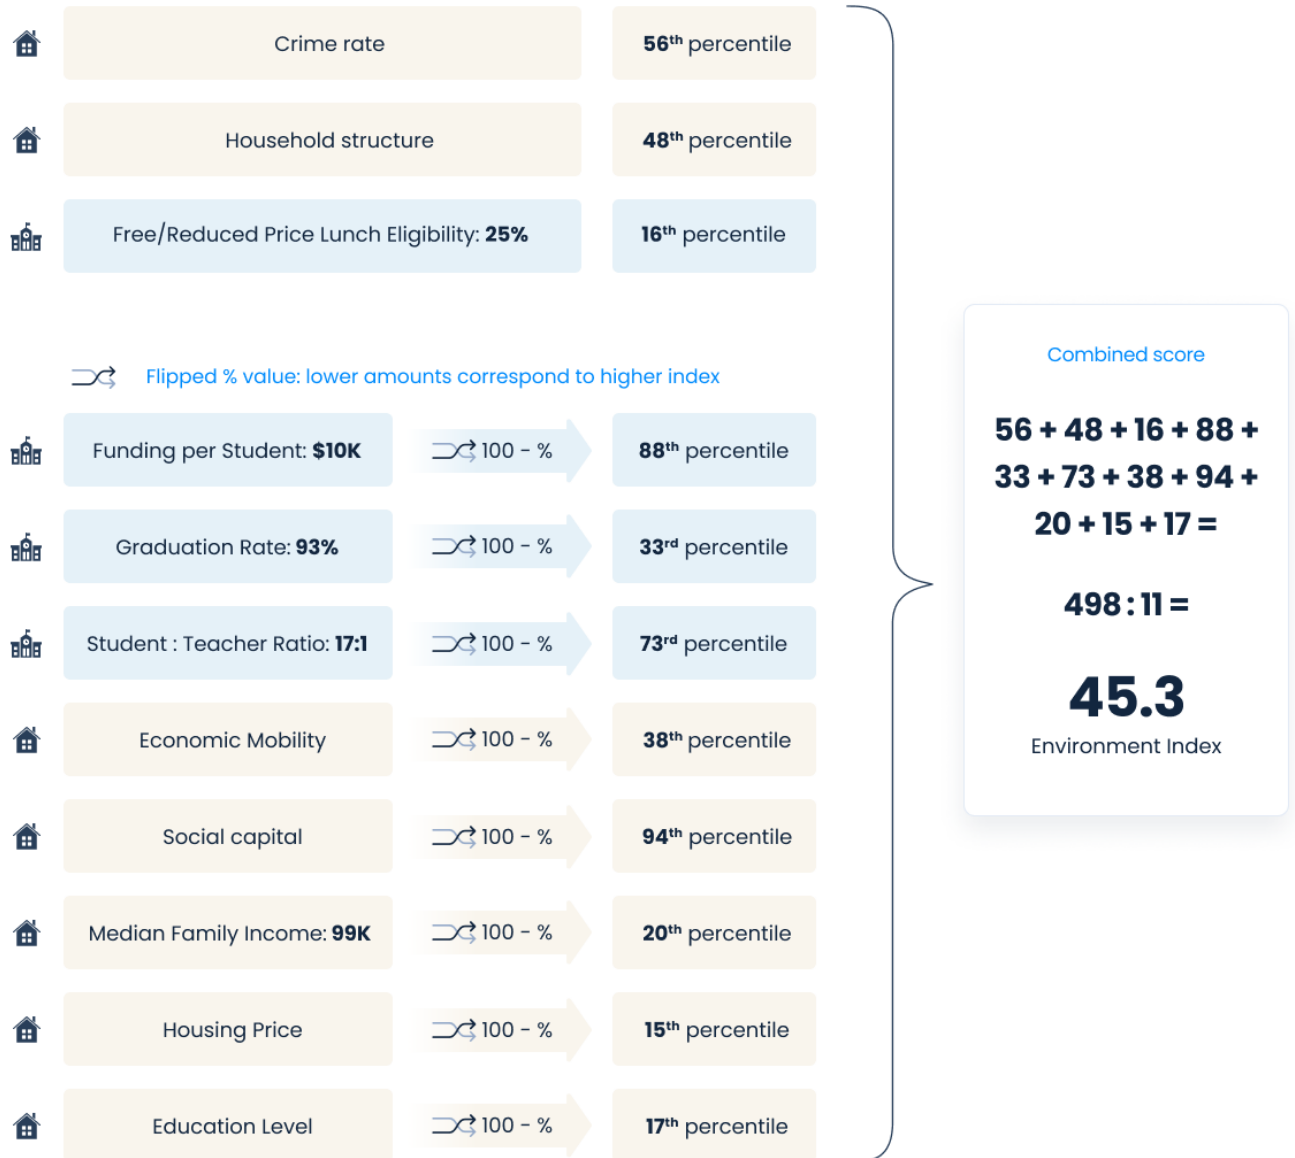 Crime rate
56th percentile
Household structure
48th percentile
Free/Reduced Price Lunch Eligibility: 25%
16th percentile
Flipped % value: lower amounts correspond to higher index
Funding per Student: $10K
100 - %
88th percentile
Graduation Rate: 93%
100 - %
33rd percentile
Student : Teacher Ratio: 17:1
100 - %
73rd percentile
Economic Mobility
100 - %
38th percentile
Social capital
100 - %
94th percentile
Median Family Income: 99K
100 - %
20th percentile
Housing Price
100 - %
15th percentile
Education Level
100 - %
17th percentile
Combined score
56 + 48 + 16 + 88 +
33 + 73 + 38 + 94 +
20 + 15 + 17 =
498 : 11 =
45.3
Environment Index